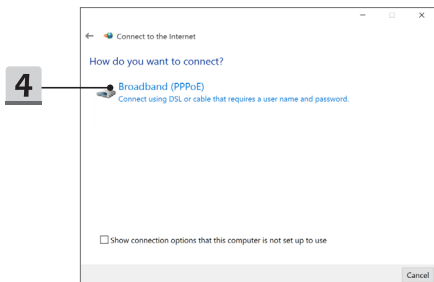 Connect to the Internet
How do you want to connect?
4
Broadband (PPPoE)
Connect using DSL or cable that requires a user name and password.
Show connection options that this computer is not set up to use
Cancel